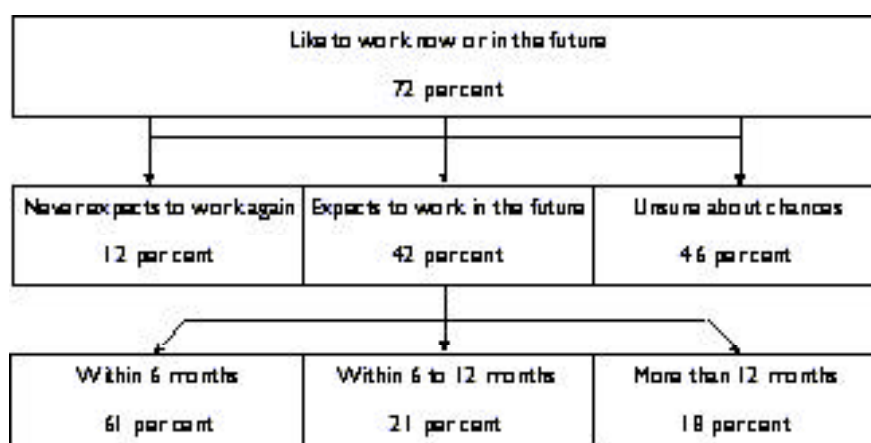 Like to work now or in the future
72 percent
Never expects to work again
12 percent
Expects to work in the future
42 percent
Unsure about chances
46 percent
Within 6 months
61 percent
Within 6 to 12 months
21 percent
More than 12 months
18 percent